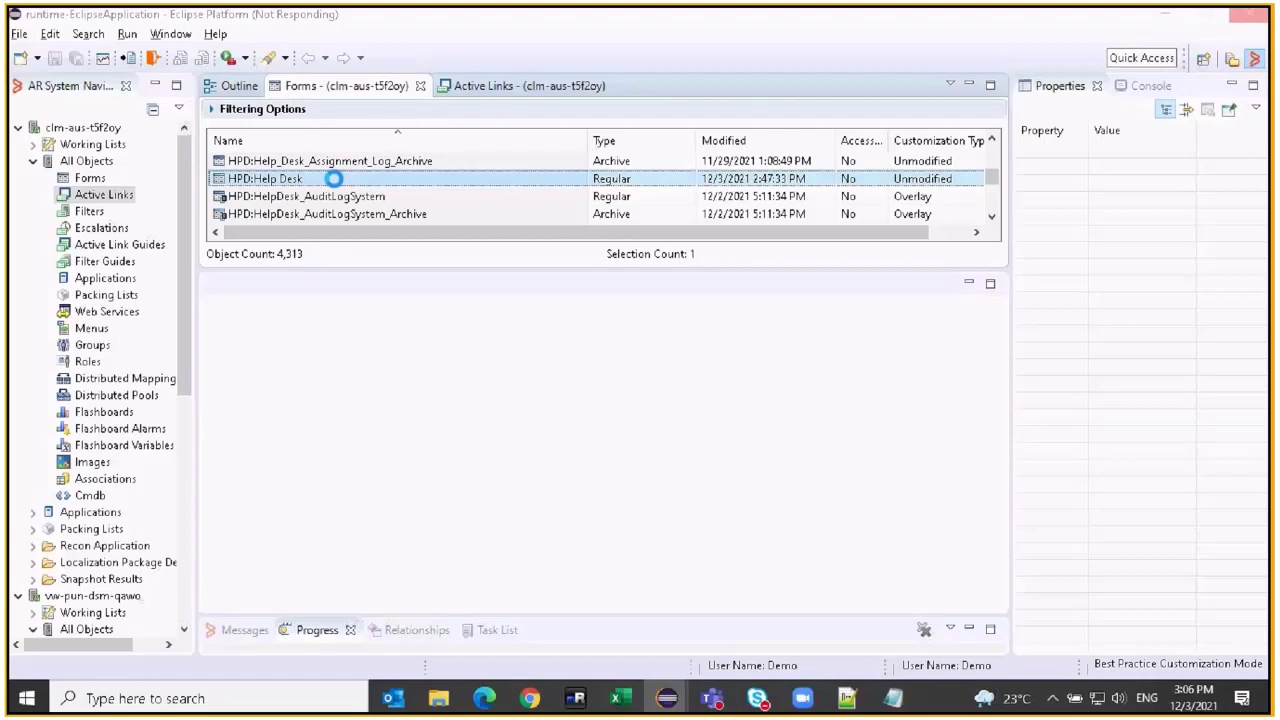 runtime-EclipseApplication - Eclipse Platform (Not Responding)
File Edit Search Run Window Help
Quick Access
AR System Navi...
Outline
Forms - (clm-aus-t5f2oy)
Active Links - (clm-aus-t5f2oy)
Properties
Console
Filtering Options
clm-aus-t5f2oy
Working Lists
All Objects
Forms
Active Links
Filters
Escalations
Active Link Guides
Filter Guides
Applications
Packing Lists
Web Services
Menus
Groups
Roles
Distributed Mapping
Distributed Pools
Flashboards
Flashboard Alarms
Flashboard Variables
Images
Associations
Cmdb
Applications
Packing Lists
Recon Application
Localization Package De
Snapshot Results
vw-pun-dsm-qawo
Working Lists
All Objects
Name Type Modified Access... Customization Typ
HPD:Help_Desk_Assignment_Log_Archive Archive 11/29/2021 1:08:49 PM No Unmodified
HPD:Help Desk Regular 12/3/2021 2:47:33 PM No Unmodified
HPD:HelpDesk_AuditLogSystem Regular 12/2/2021 5:11:34 PM No Overlay
HPD:HelpDesk_AuditLogSystem_Archive Archive 12/2/2021 5:11:34 PM No Overlay
Object Count: 4,313 Selection Count: 1
Property Value
Messages Progress Relationships Task List
User Name: Demo User Name: Demo Best Practice Customization Mode
Type here to search
23°C
ENG
3:06 PM
12/3/2021